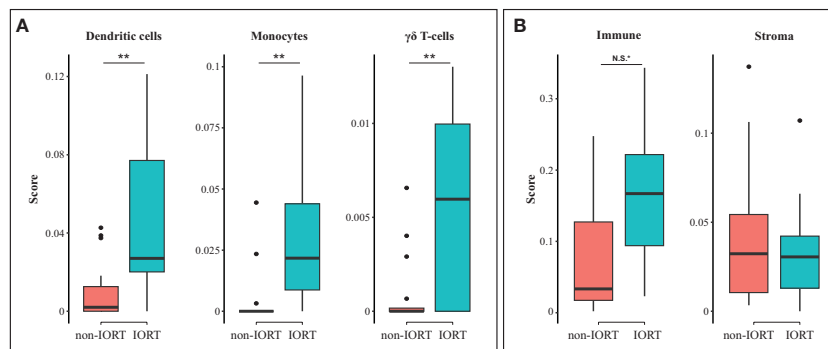 A
B
Dendritic cells
Monocytes
γδ T-cells
Immune
Stroma
**
**
**
N.S.*
Score
0.12
0.08
0.04
0
0.1
0.075
0.05
0.025
0
0.01
0.005
0
Score
0.3
0.2
0.1
0
0.1
0.05
0
non-IORT IORT
non-IORT IORT
non-IORT IORT
non-IORT IORT
non-IORT IORT